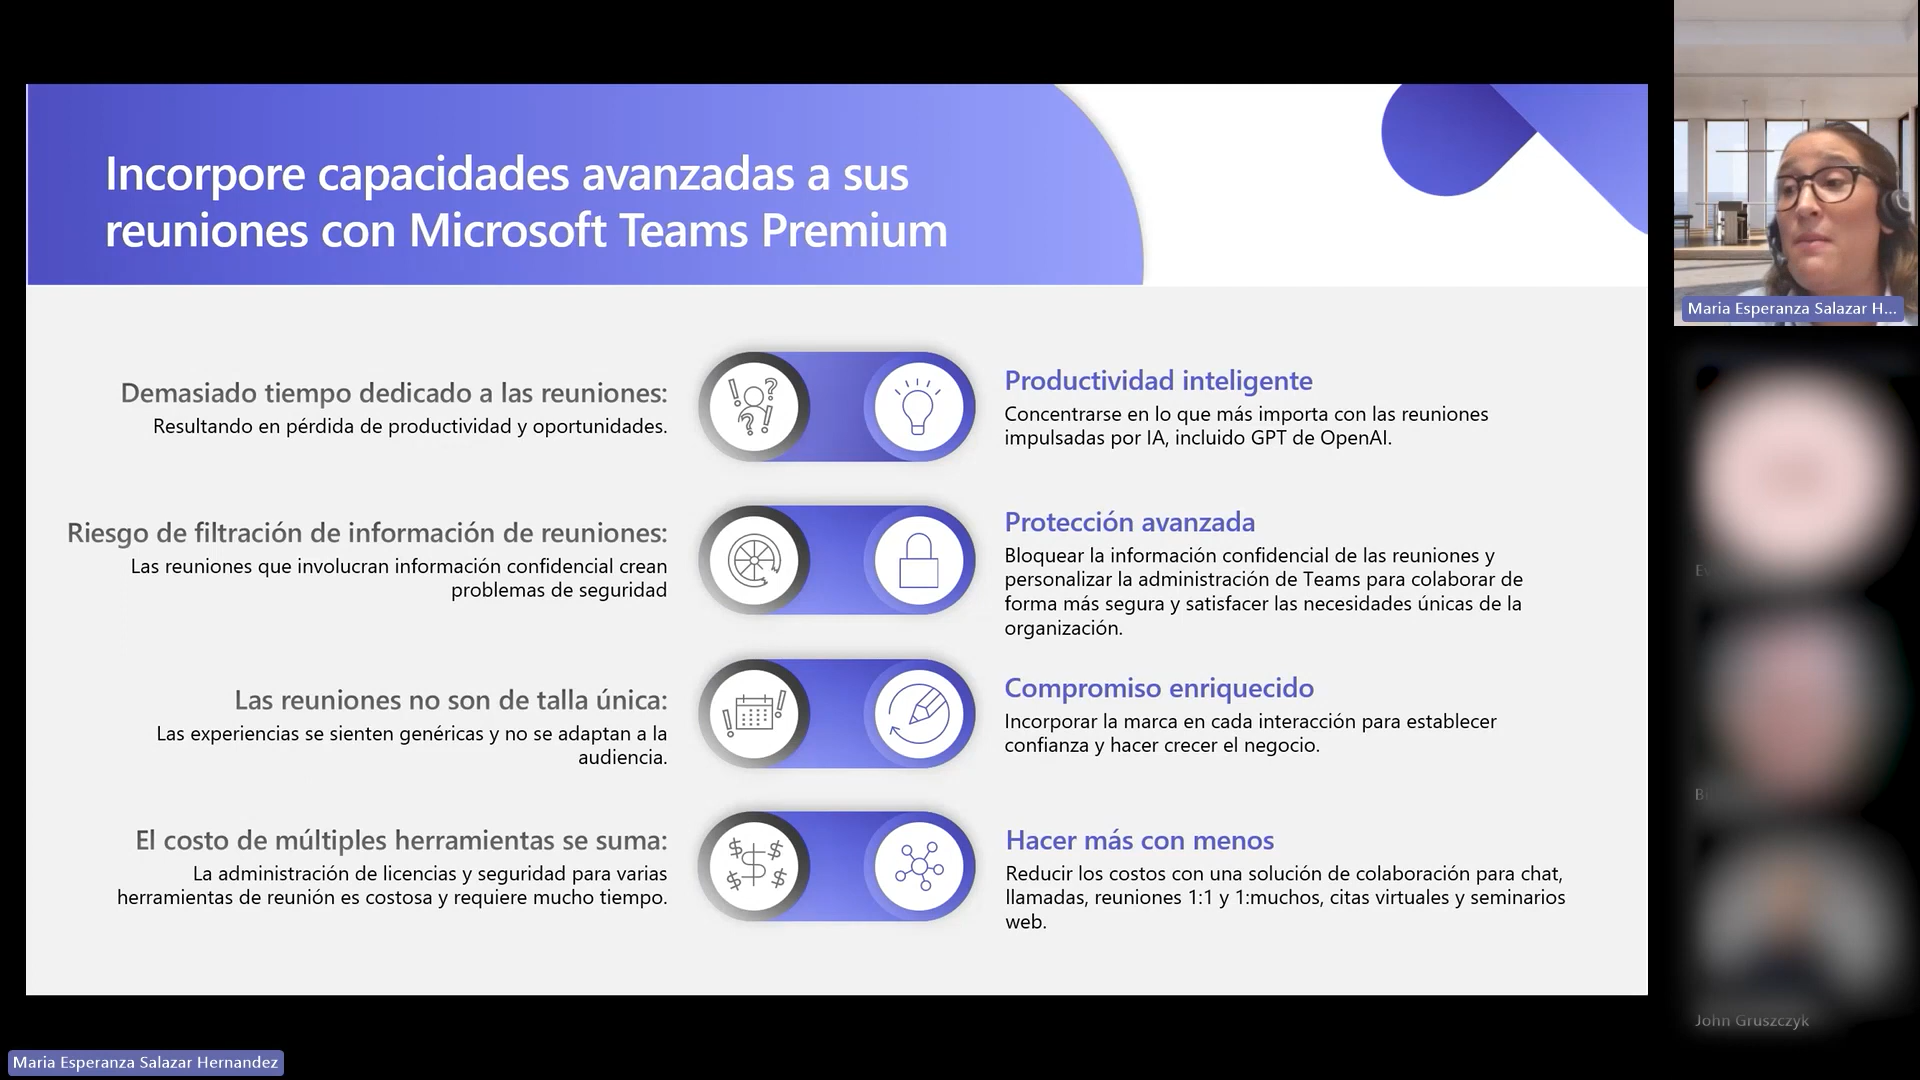 Incorpore capacidades avanzadas a sus
reuniones con Microsoft Teams Premium
Demasiado tiempo dedicado a las reuniones:
Resultando en pérdida de productividad y oportunidades.
Productividad inteligente
Concentrarse en lo que más importa con las reuniones
impulsadas por IA, incluido GPT de OpenAI.
Riesgo de filtración de información de reuniones:
Las reuniones que involucran información confidencial crean
problemas de seguridad
Protección avanzada
Bloquear la información confidencial de las reuniones y
personalizar la administración de Teams para colaborar de
forma más segura y satisfacer las necesidades únicas de la
organización.
Las reuniones no son de talla única:
Las experiencias se sienten genéricas y no se adaptan a la
audiencia.
Compromiso enriquecido
Incorporar la marca en cada interacción para establecer
confianza y hacer crecer el negocio.
El costo de múltiples herramientas se suma:
La administración de licencias y seguridad para varias
herramientas de reunión es costosa y requiere mucho tiempo.
Hacer más con menos
Reducir los costos con una solución de colaboración para chat,
llamadas, reuniones 1:1 y 1:muchos, citas virtuales y seminarios
web.
Maria Esperanza Salazar H...
John Gruszczyk
Maria Esperanza Salazar Hernandez